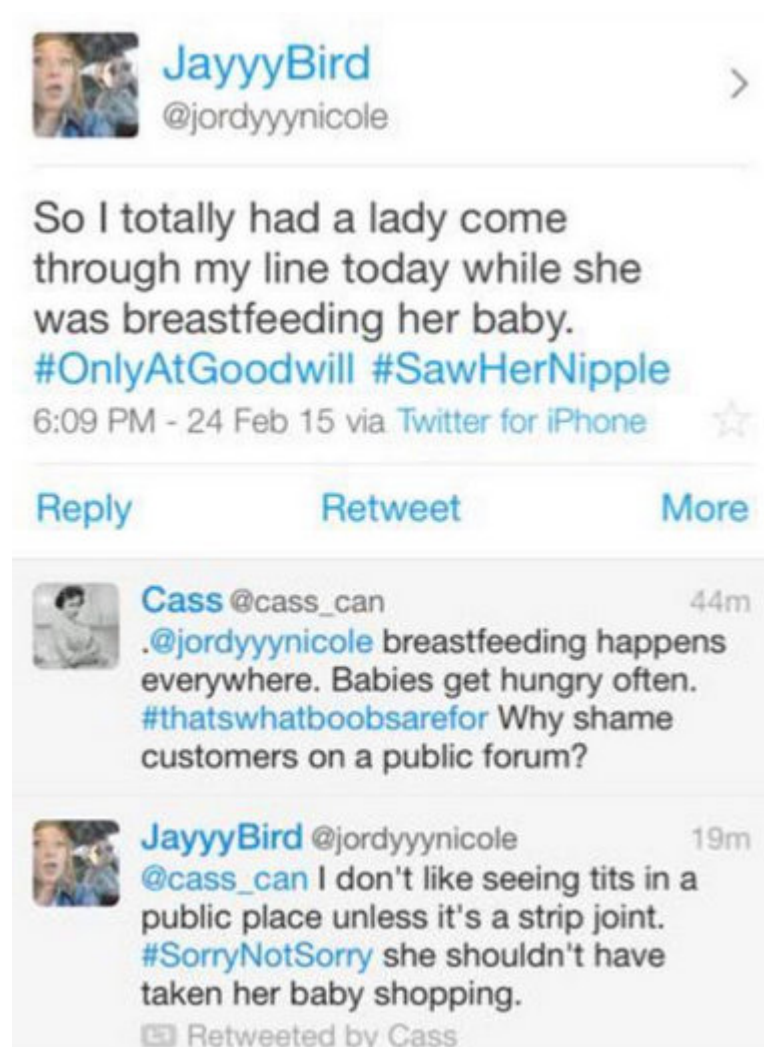 JayyyBird
@jordyyynicole
So I totally had a lady come
through my line today while she
was breastfeeding her baby.
#OnlyAtGoodwill #SawHerNipple
6:09 PM - 24 Feb 15 via Twitter for iPhone
Reply Retweet More
Cass @cass_can 44m
.@jordyyynicole breastfeeding happens
everywhere. Babies get hungry often.
#thatswhatboobsarefor Why shame
customers on a public forum?
JayyyBird @jordyyynicole 19m
@cass_can I don't like seeing tits in a
public place unless it's a strip joint.
#SorryNotSorry she shouldn't have
taken her baby shopping.
Retweeted by Cass